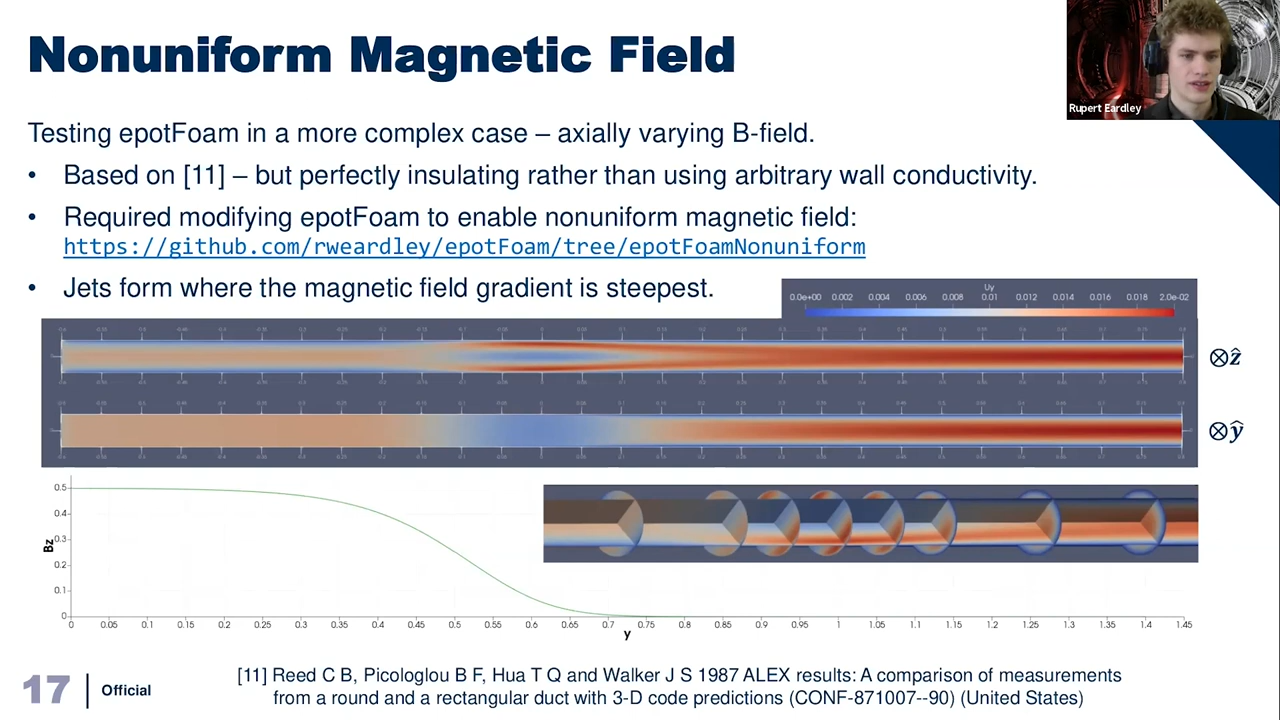 Nonuniform Magnetic Field
Rupert Eardley
Testing epotFoam in a more complex case – axially varying B-field.
• Based on [11] – but perfectly insulating rather than using arbitrary wall conductivity.
• Required modifying epotFoam to enable nonuniform magnetic field:
https://github.com/rweardley/epotFoam/tree/epotFoamNonuniform
• Jets form where the magnetic field gradient is steepest.
Uy
0.0e+00 0.002 0.004 0.006 0.008 0.01 0.012 0.014 0.016 0.018 2.0e-02
⊗ẑ
⊗ŷ
Bz
0.5
0.4
0.3
0.2
0.1
0
0 0.05 0.1 0.15 0.2 0.25 0.3 0.35 0.4 0.45 0.5 0.55 0.6 0.65 0.7 0.75 0.8 0.85 0.9 0.95 1 1.05 1.1 1.15 1.2 1.25 1.3 1.35 1.4 1.45
y
[11] Reed C B, Picologlou B F, Hua T Q and Walker J S 1987 ALEX results: A comparison of measurements
from a round and a rectangular duct with 3-D code predictions (CONF-871007--90) (United States)
17
Official